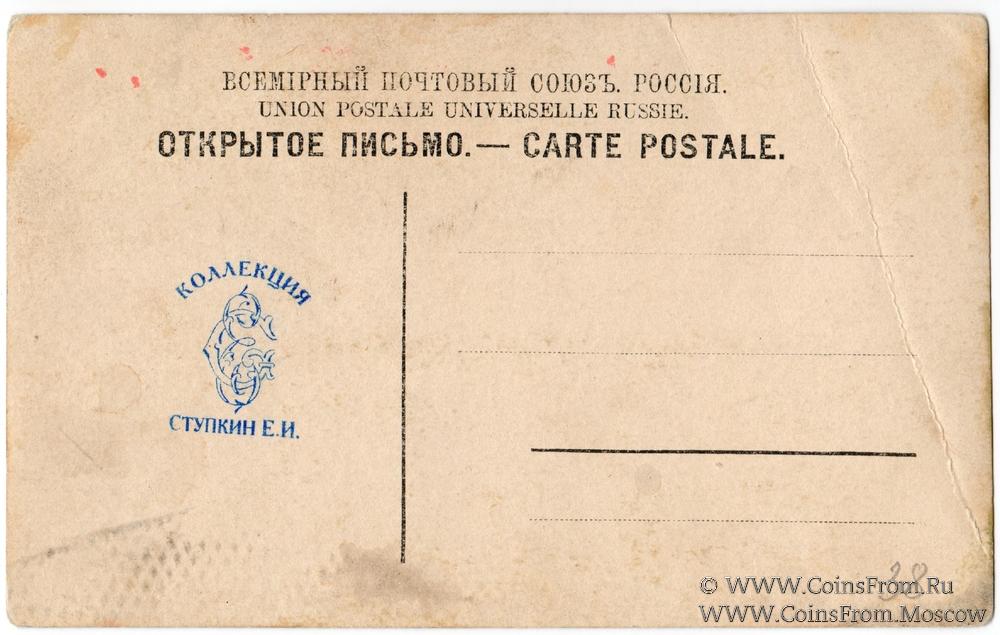 ВСЕМІРНЫЙ ПОЧТОВЫЙ СОЮЗЪ. РОССІЯ.
UNION POSTALE UNIVERSELLE RUSSIE.
ОТКРЫТОЕ ПИСЬМО.— CARTE POSTALE.
КОЛЛЕКЦИЯ
СТУПКИН Е.И.
38
© WWW.CoinsFrom.Ru
WWW.CoinsFrom.Moscow